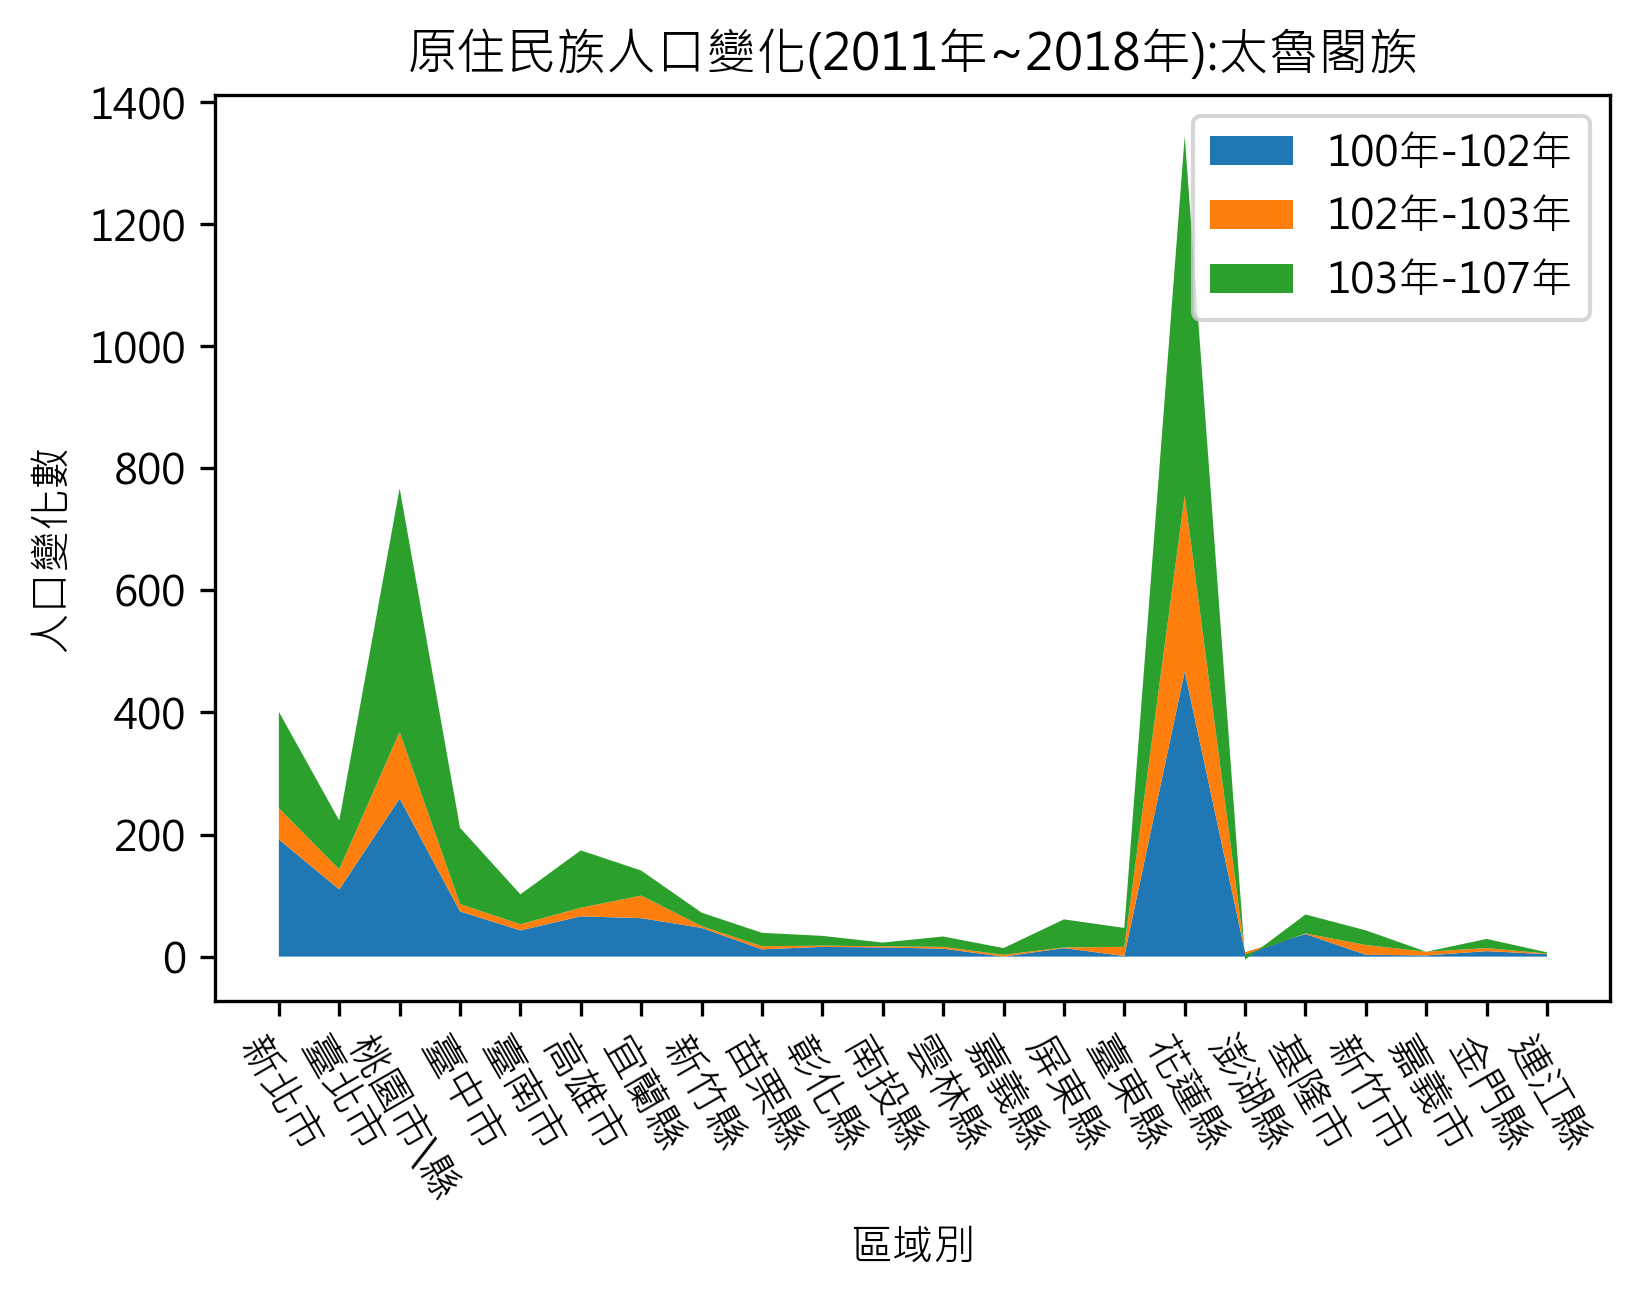 原住民族人口變化(2011年~2018年):太魯閣族
1400
1200
1000
800
600
400
200
0
人口變化數
100年-102年
102年-103年
103年-107年
新北市
臺北市
桃園市\縣
臺中市
臺南市
高雄市
宜蘭縣
新竹縣
苗栗縣
彰化縣
南投縣
雲林縣
嘉義縣
屏東縣
臺東縣
花蓮縣
澎湖縣
基隆市
新竹市
嘉義市
金門縣
連江縣
區域別